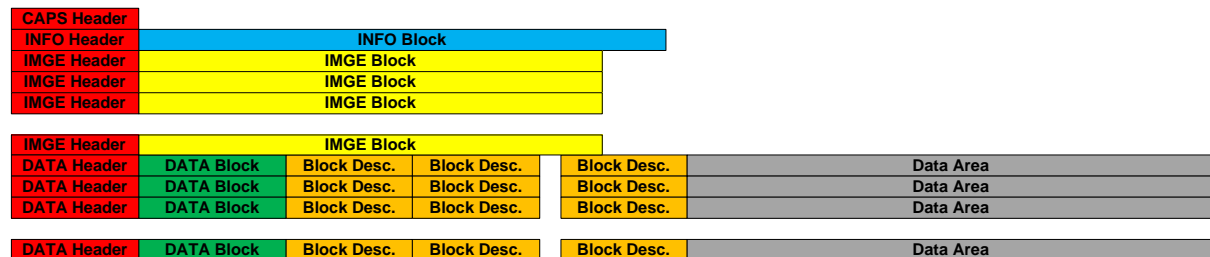 CAPS Header
INFO Header INFO Block
IMGE Header IMGE Block
IMGE Header IMGE Block
IMGE Header IMGE Block
IMGE Header IMGE Block
DATA Header DATA Block Block Desc. Block Desc. Block Desc. Data Area
DATA Header DATA Block Block Desc. Block Desc. Block Desc. Data Area
DATA Header DATA Block Block Desc. Block Desc. Block Desc. Data Area
DATA Header DATA Block Block Desc. Block Desc. Block Desc. Data Area